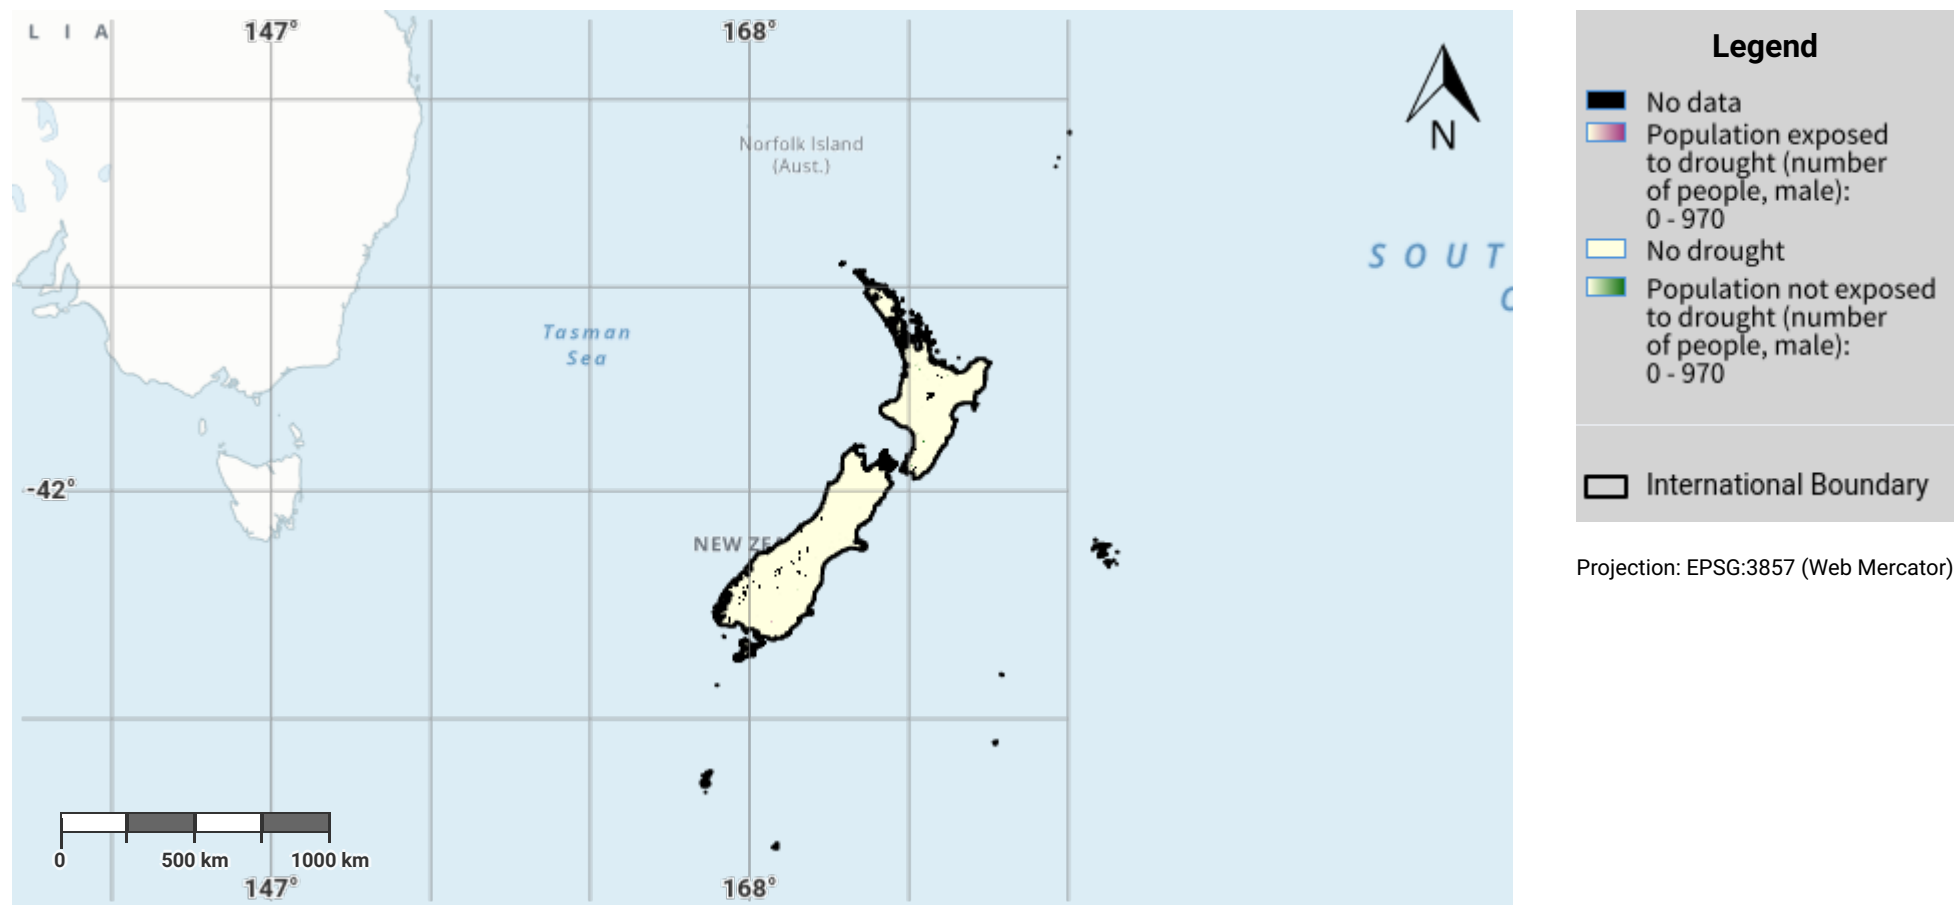 L I A
147°
168°
N
Norfolk Island
(Aust.)
SOUT
Tasman
Sea
-42°
NEW ZEA
0
500 km
1000 km
147°
168°
Legend
No data
Population exposed
to drought (number
of people, male):
0 - 970
No drought
Population not exposed
to drought (number
of people, male):
0 - 970
International Boundary
Projection: EPSG:3857 (Web Mercator)